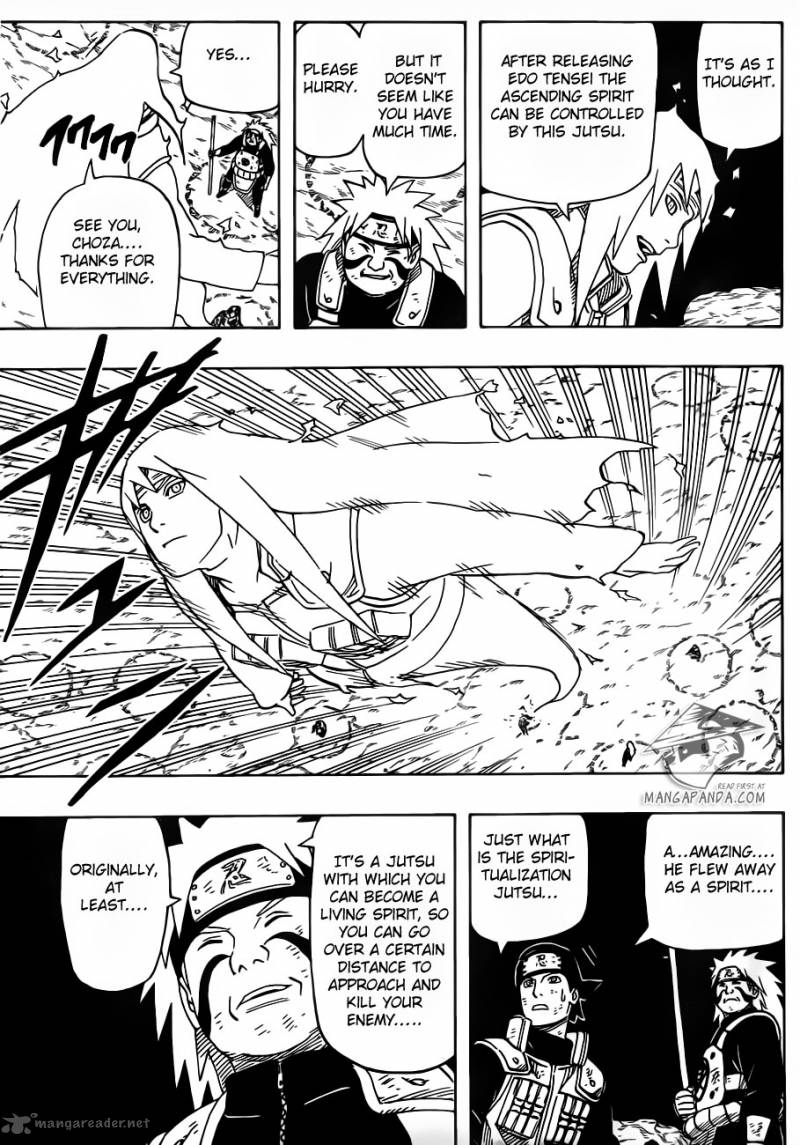 IT'S AS I
THOUGHT.
AFTER RELEASING
EDO TENSEI THE
ASCENDING SPIRIT
CAN BE CONTROLLED
BY THIS JUTSU.
BUT IT
DOESN'T
SEEM LIKE
YOU HAVE
MUCH TIME.
PLEASE
HURRY.
YES...
SEE YOU,
CHOZA....
THANKS FOR
EVERYTHING.
READ FIRST AT
MANGAPANDA.COM
A...AMAZING....
HE FLEW AWAY
AS A SPIRIT....
JUST WHAT
IS THE SPIRI-
TUALIZATION
JUTSU...
IT'S A JUTSU
WITH WHICH YOU
CAN BECOME A
LIVING SPIRIT, SO
YOU CAN GO
OVER A CERTAIN
DISTANCE TO
APPROACH AND
KILL YOUR
ENEMY.....
ORIGINALLY,
AT
LEAST....
mangareader.net